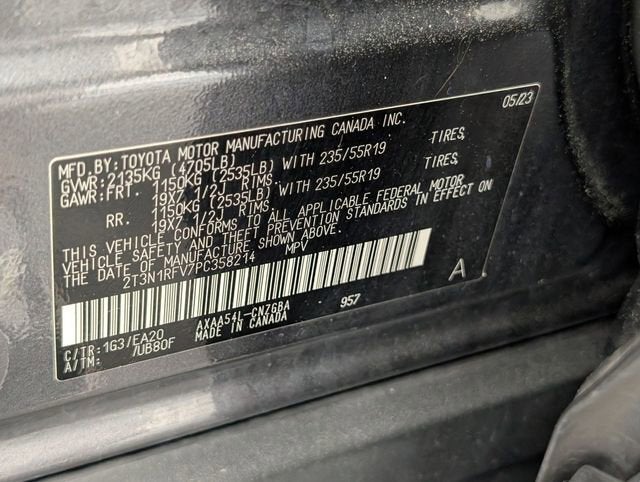 05/23
MFD.BY:TOYOTA MOTOR MANUFACTURING CANADA INC.
GVWR:2135KG (4705LB)
GAWR:FRT. 1150KG (2535LB) WITH 235/55R19 TIRES,
19X7 1/2J RIMS.
RR. 1150KG (2535LB) WITH 235/55R19 TIRES,
19X7 1/2J RIMS.
THIS VEHICLE CONFORMS TO ALL APPLICABLE FEDERAL MOTOR
VEHICLE SAFETY AND THEFT PREVENTION STANDARDS IN EFFECT ON
THE DATE OF MANUFACTURE SHOWN ABOVE.
2T3N1RFV7PC358214 MPV
A
AXAA54L-CNZGBA 957
C/TR:1G3/EA20 MADE IN CANADA
A/TM: /UB80F